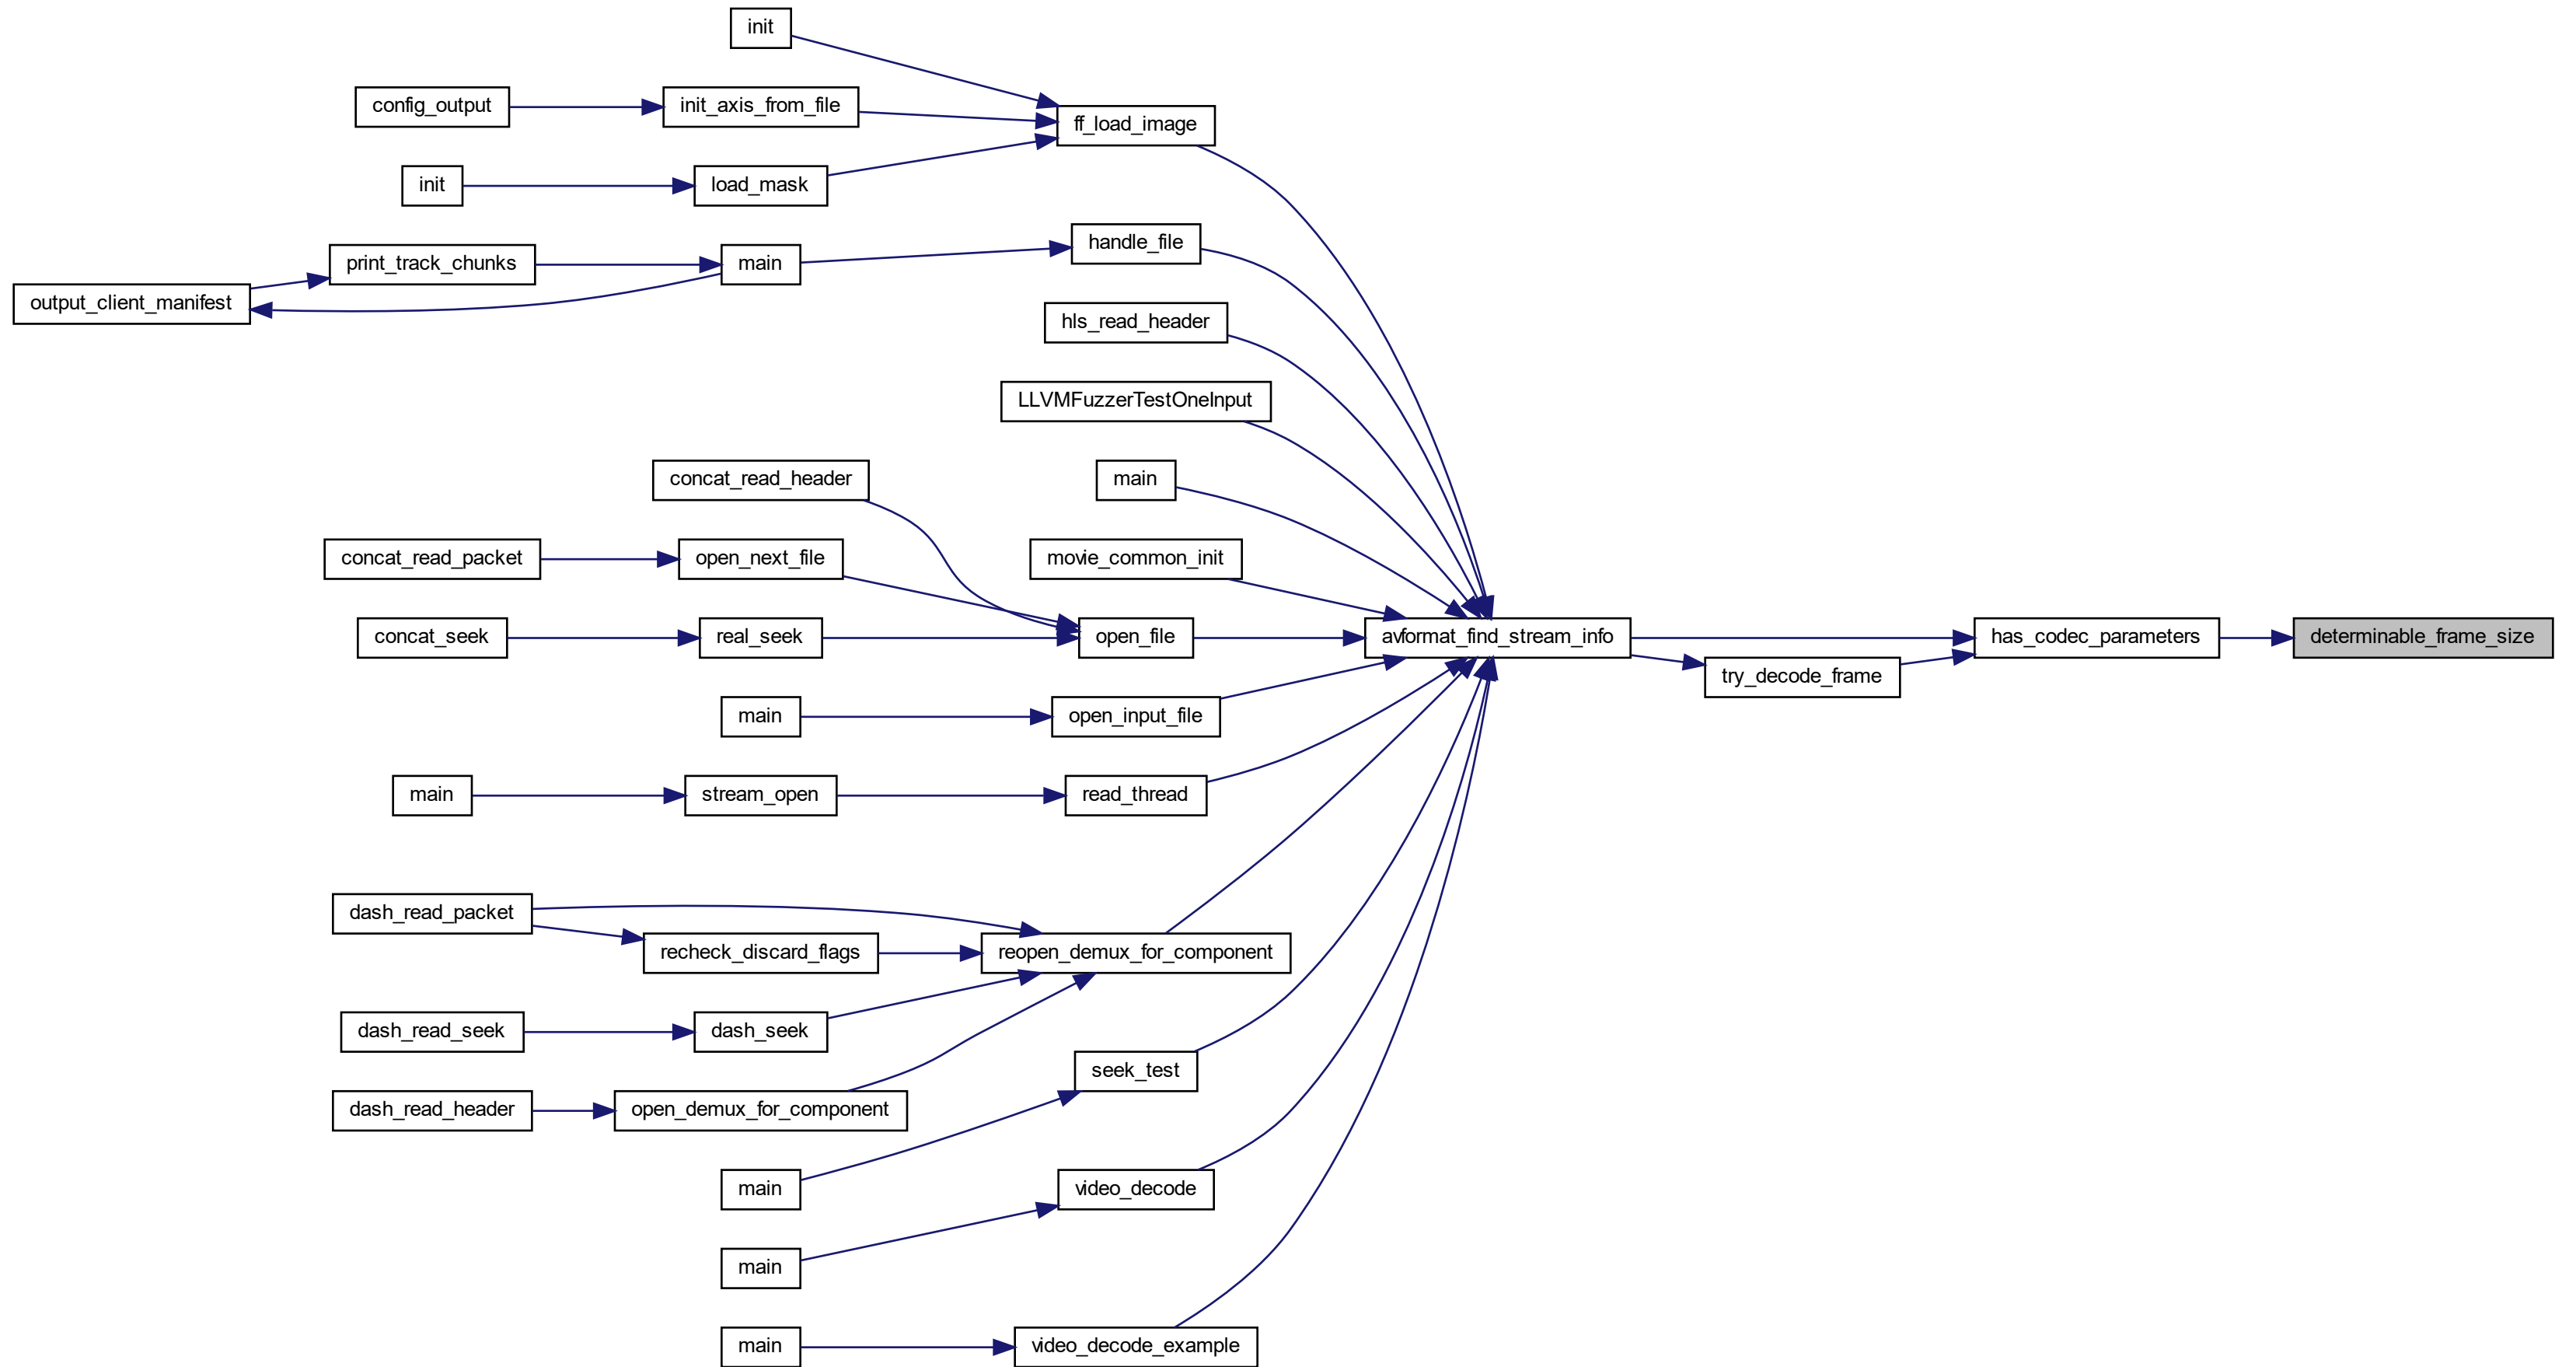 init
config_output
init_axis_from_file
ff_load_image
init
load_mask
handle_file
print_track_chunks
main
output_client_manifest
hls_read_header
LLVMFuzzerTestOneInput
concat_read_header
main
concat_read_packet
open_next_file
movie_common_init
concat_seek
real_seek
open_file
avformat_find_stream_info
has_codec_parameters
determinable_frame_size
try_decode_frame
main
open_input_file
main
stream_open
read_thread
dash_read_packet
recheck_discard_flags
reopen_demux_for_component
dash_read_seek
dash_seek
seek_test
dash_read_header
open_demux_for_component
main
video_decode
main
main
video_decode_example